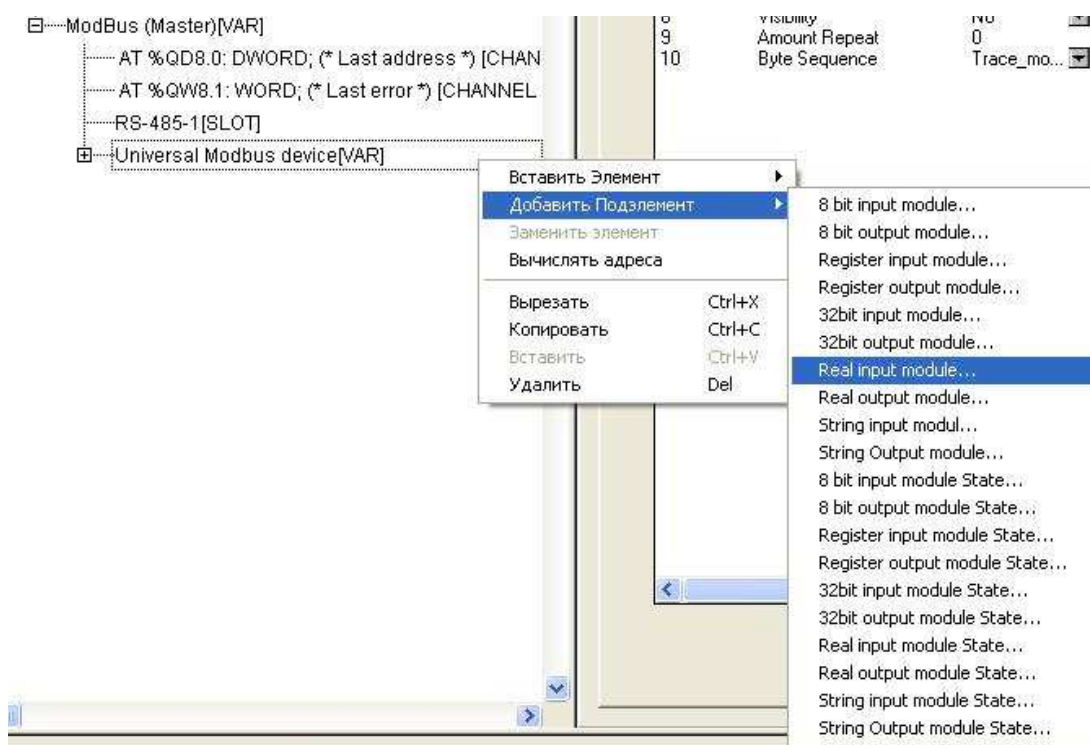 ModBus (Master)[VAR]
AT %QD8.0: DWORD; (* Last address *) [CHAN
AT %QW8.1: WORD; (* Last error *) [CHANNEL
RS-485-1[SLOT]
Universal Modbus device[VAR]
8 Visibility No
9 Amount Repeat 0
10 Byte Sequence Trace_mo...
Вставить Элемент
Добавить Подэлемент
Заменить элемент
Вычислять адреса
Вырезать Ctrl+X
Копировать Ctrl+C
Вставить Ctrl+V
Удалить Del
8 bit input module...
8 bit output module...
Register input module...
Register output module...
32bit input module...
32bit output module...
Real input module...
Real output module...
String input modul...
String Output module...
8 bit input module State...
8 bit output module State...
Register input module State...
Register output module State...
32bit input module State...
32bit output module State...
Real input module State...
Real output module State...
String input module State...
String Output module State...